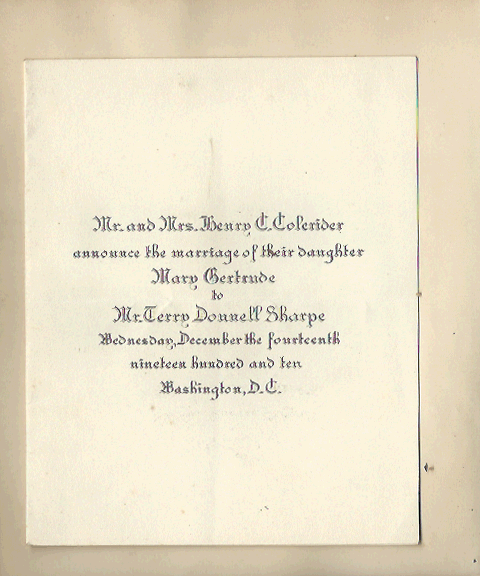 Mr. and Mrs. Henry C. Colerider
announce the marriage of their daughter
Mary Gertrude
to
Mr. Terry Donnell Sharpe
Wednesday, December the fourteenth
nineteen hundred and ten
Washington, D.C.